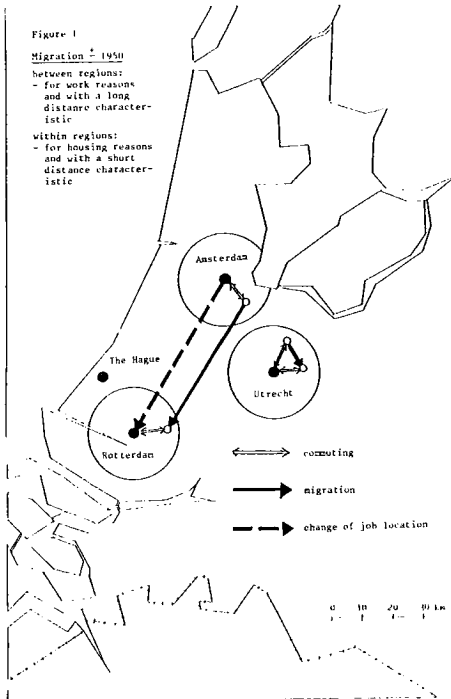 Figure 1
Migration ± 1950
between regions:
- for work reasons
and with a long
distance character-
istic
within regions:
- for housing reasons
and with a short
distance character-
istic
Amsterdam
The Hague
Utrecht
Rotterdam
commuting
migration
change of job location
0 10 20 30 km